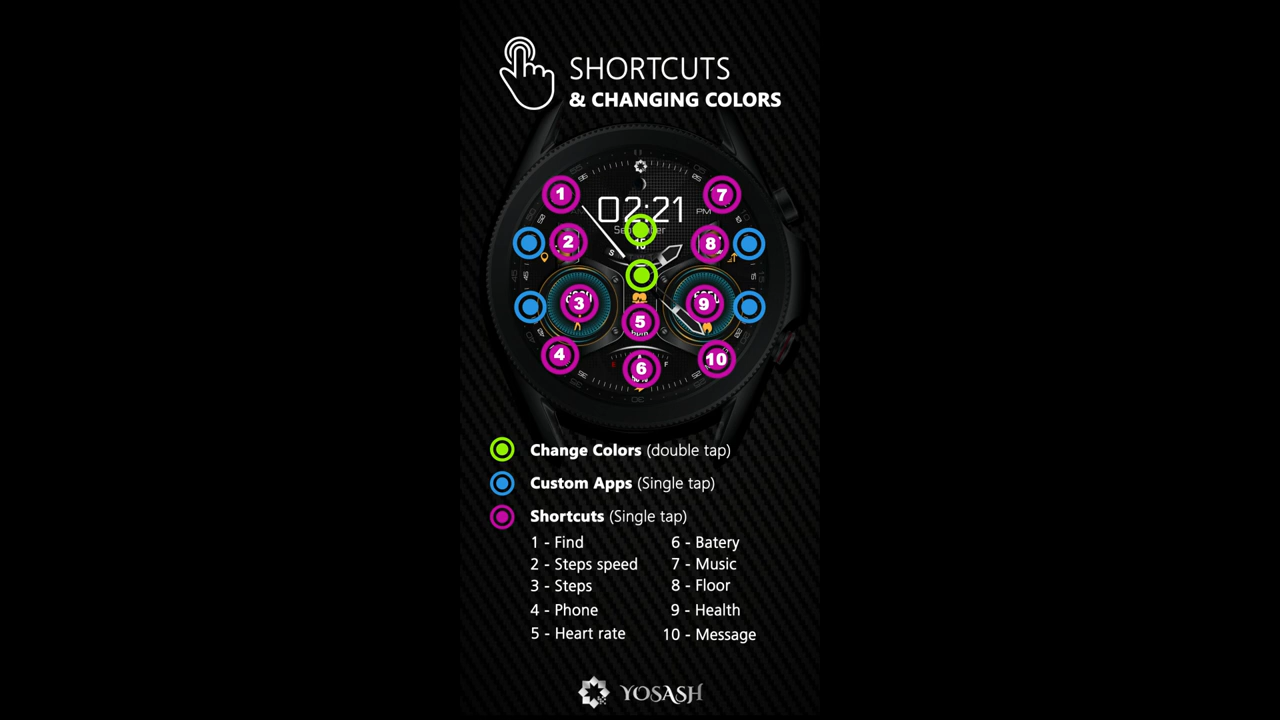 SHORTCUTS
& CHANGING COLORS
1
7
02:21
PM
2
8
S
3
9
5
4
6
10
F
Change Colors (double tap)
Custom Apps (Single tap)
Shortcuts (Single tap)
1 - Find
2 - Steps speed
3 - Steps
4 - Phone
5 - Heart rate
6 - Batery
7 - Music
8 - Floor
9 - Health
10 - Message
YOSASH